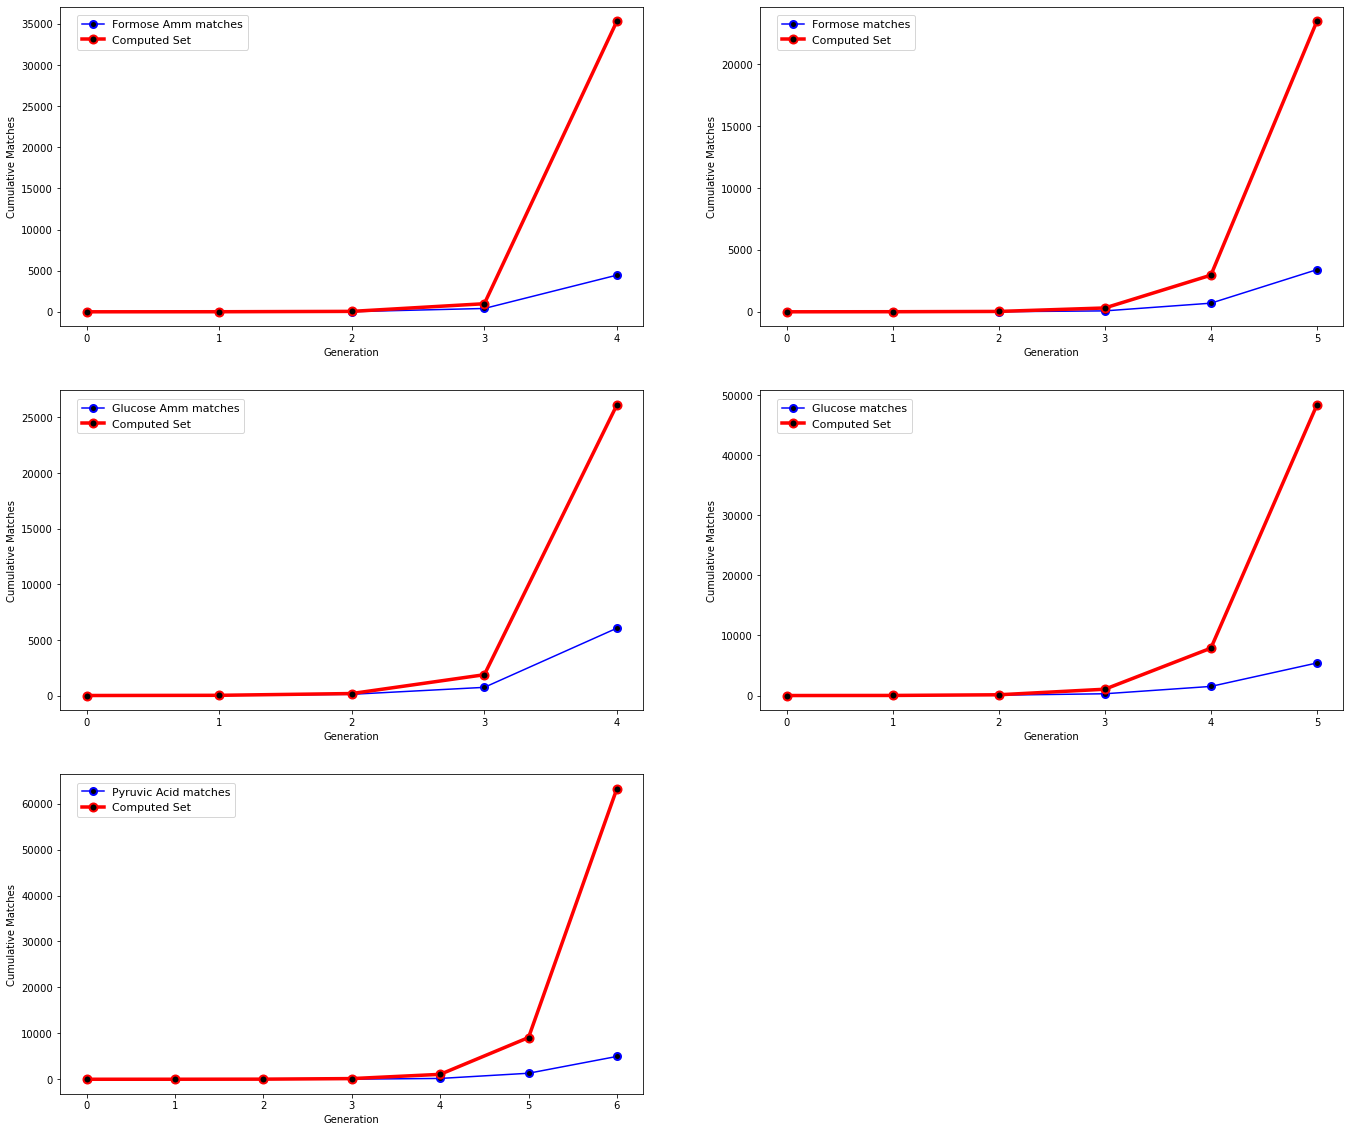 Formose Amm matches
Computed Set
35000
30000
25000
20000
15000
10000
5000
0
Cumulative Matches
0 1 2 3 4
Generation
Formose matches
Computed Set
20000
15000
10000
5000
0
Cumulative Matches
0 1 2 3 4 5
Generation
Glucose Amm matches
Computed Set
25000
20000
15000
10000
5000
0
Cumulative Matches
0 1 2 3 4
Generation
Glucose matches
Computed Set
50000
40000
30000
20000
10000
0
Cumulative Matches
0 1 2 3 4 5
Generation
Pyruvic Acid matches
Computed Set
60000
50000
40000
30000
20000
10000
0
Cumulative Matches
0 1 2 3 4 5 6
Generation